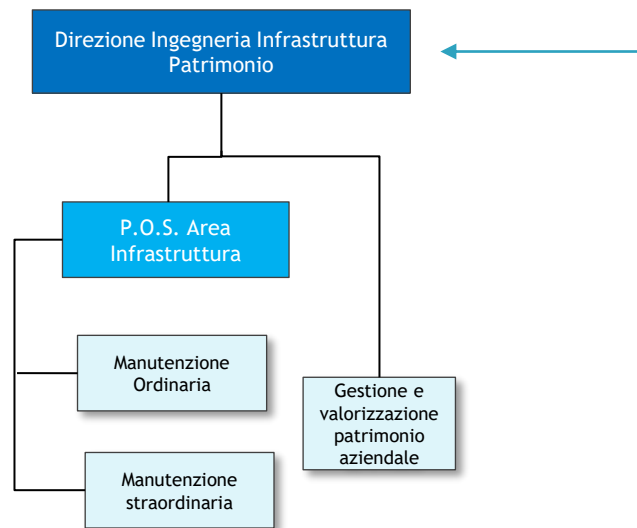 Direzione Ingegneria Infrastruttura
Patrimonio
P.O.S. Area
Infrastruttura
Manutenzione
Ordinaria
Gestione e
valorizzazione
patrimonio
aziendale
Manutenzione
straordinaria